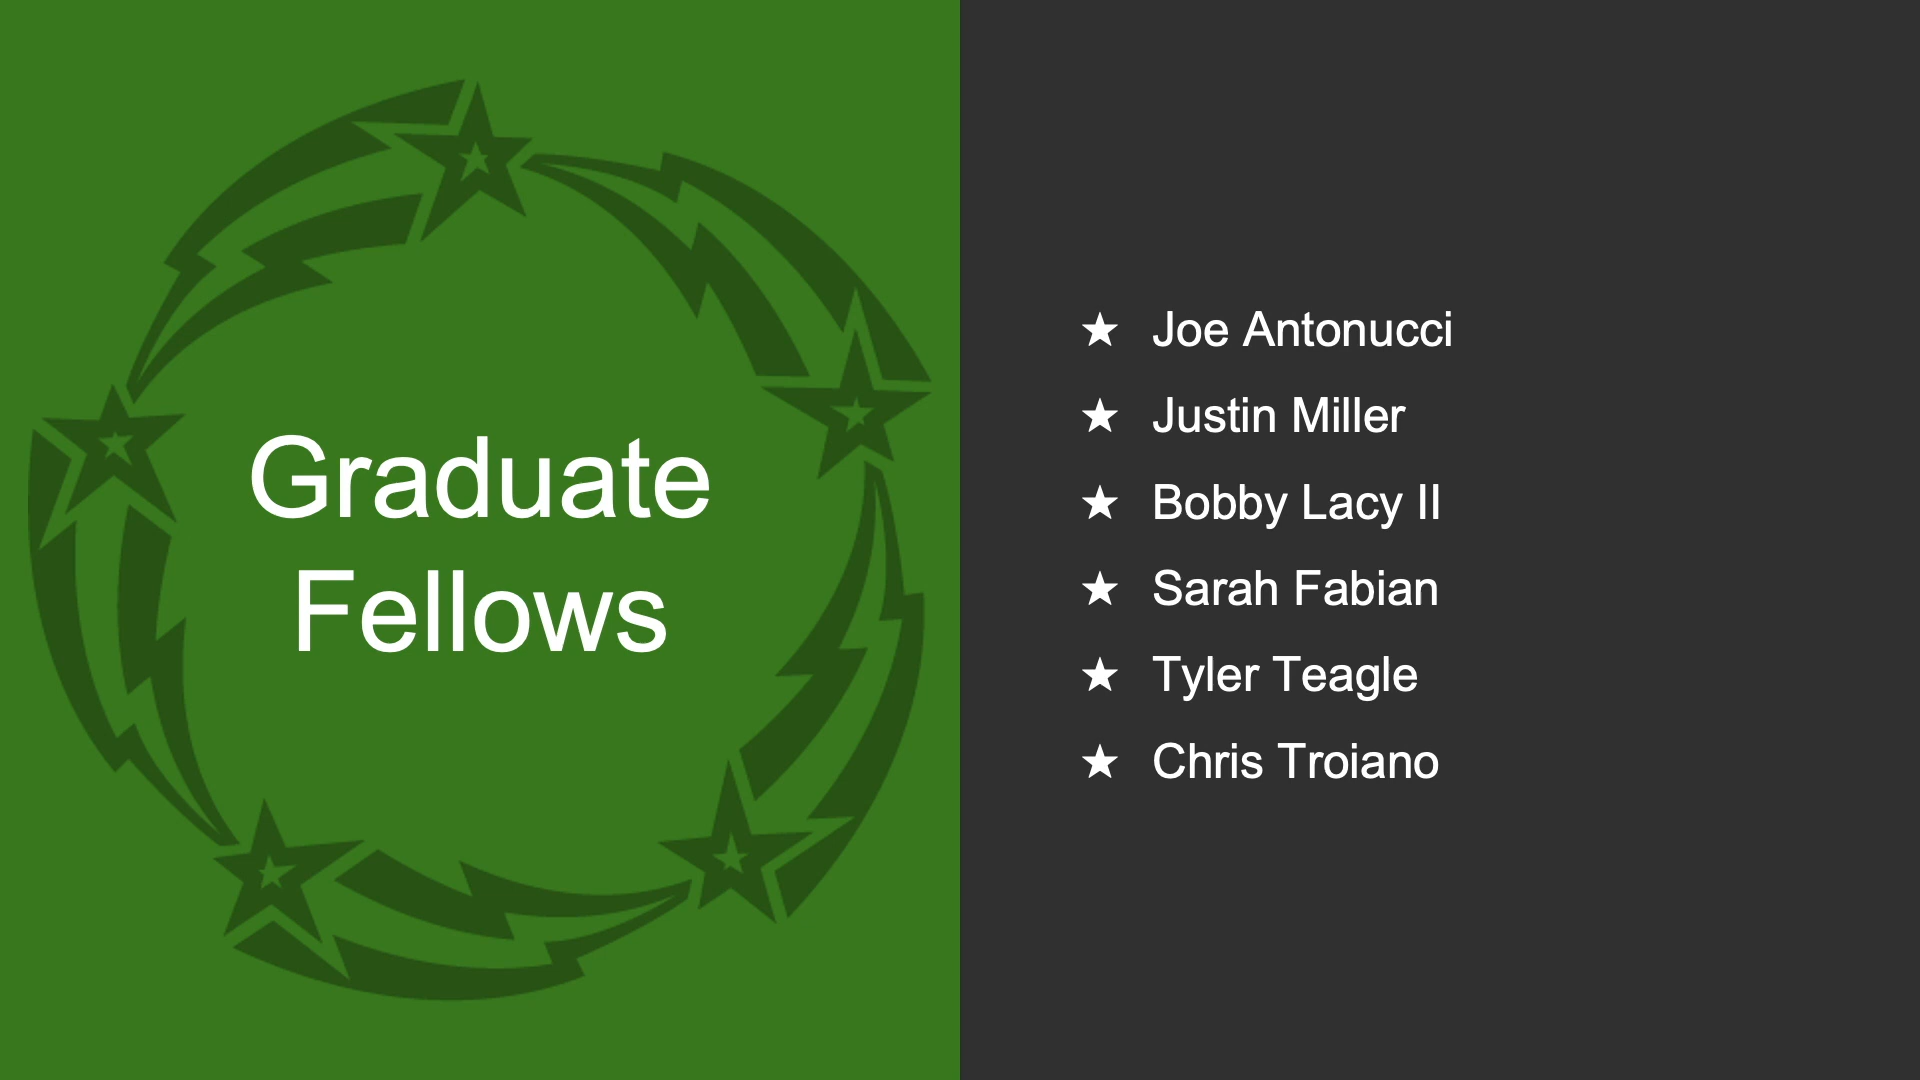 Graduate
Fellows
★ Joe Antonucci
★ Justin Miller
★ Bobby Lacy II
★ Sarah Fabian
★ Tyler Teagle
★ Chris Troiano